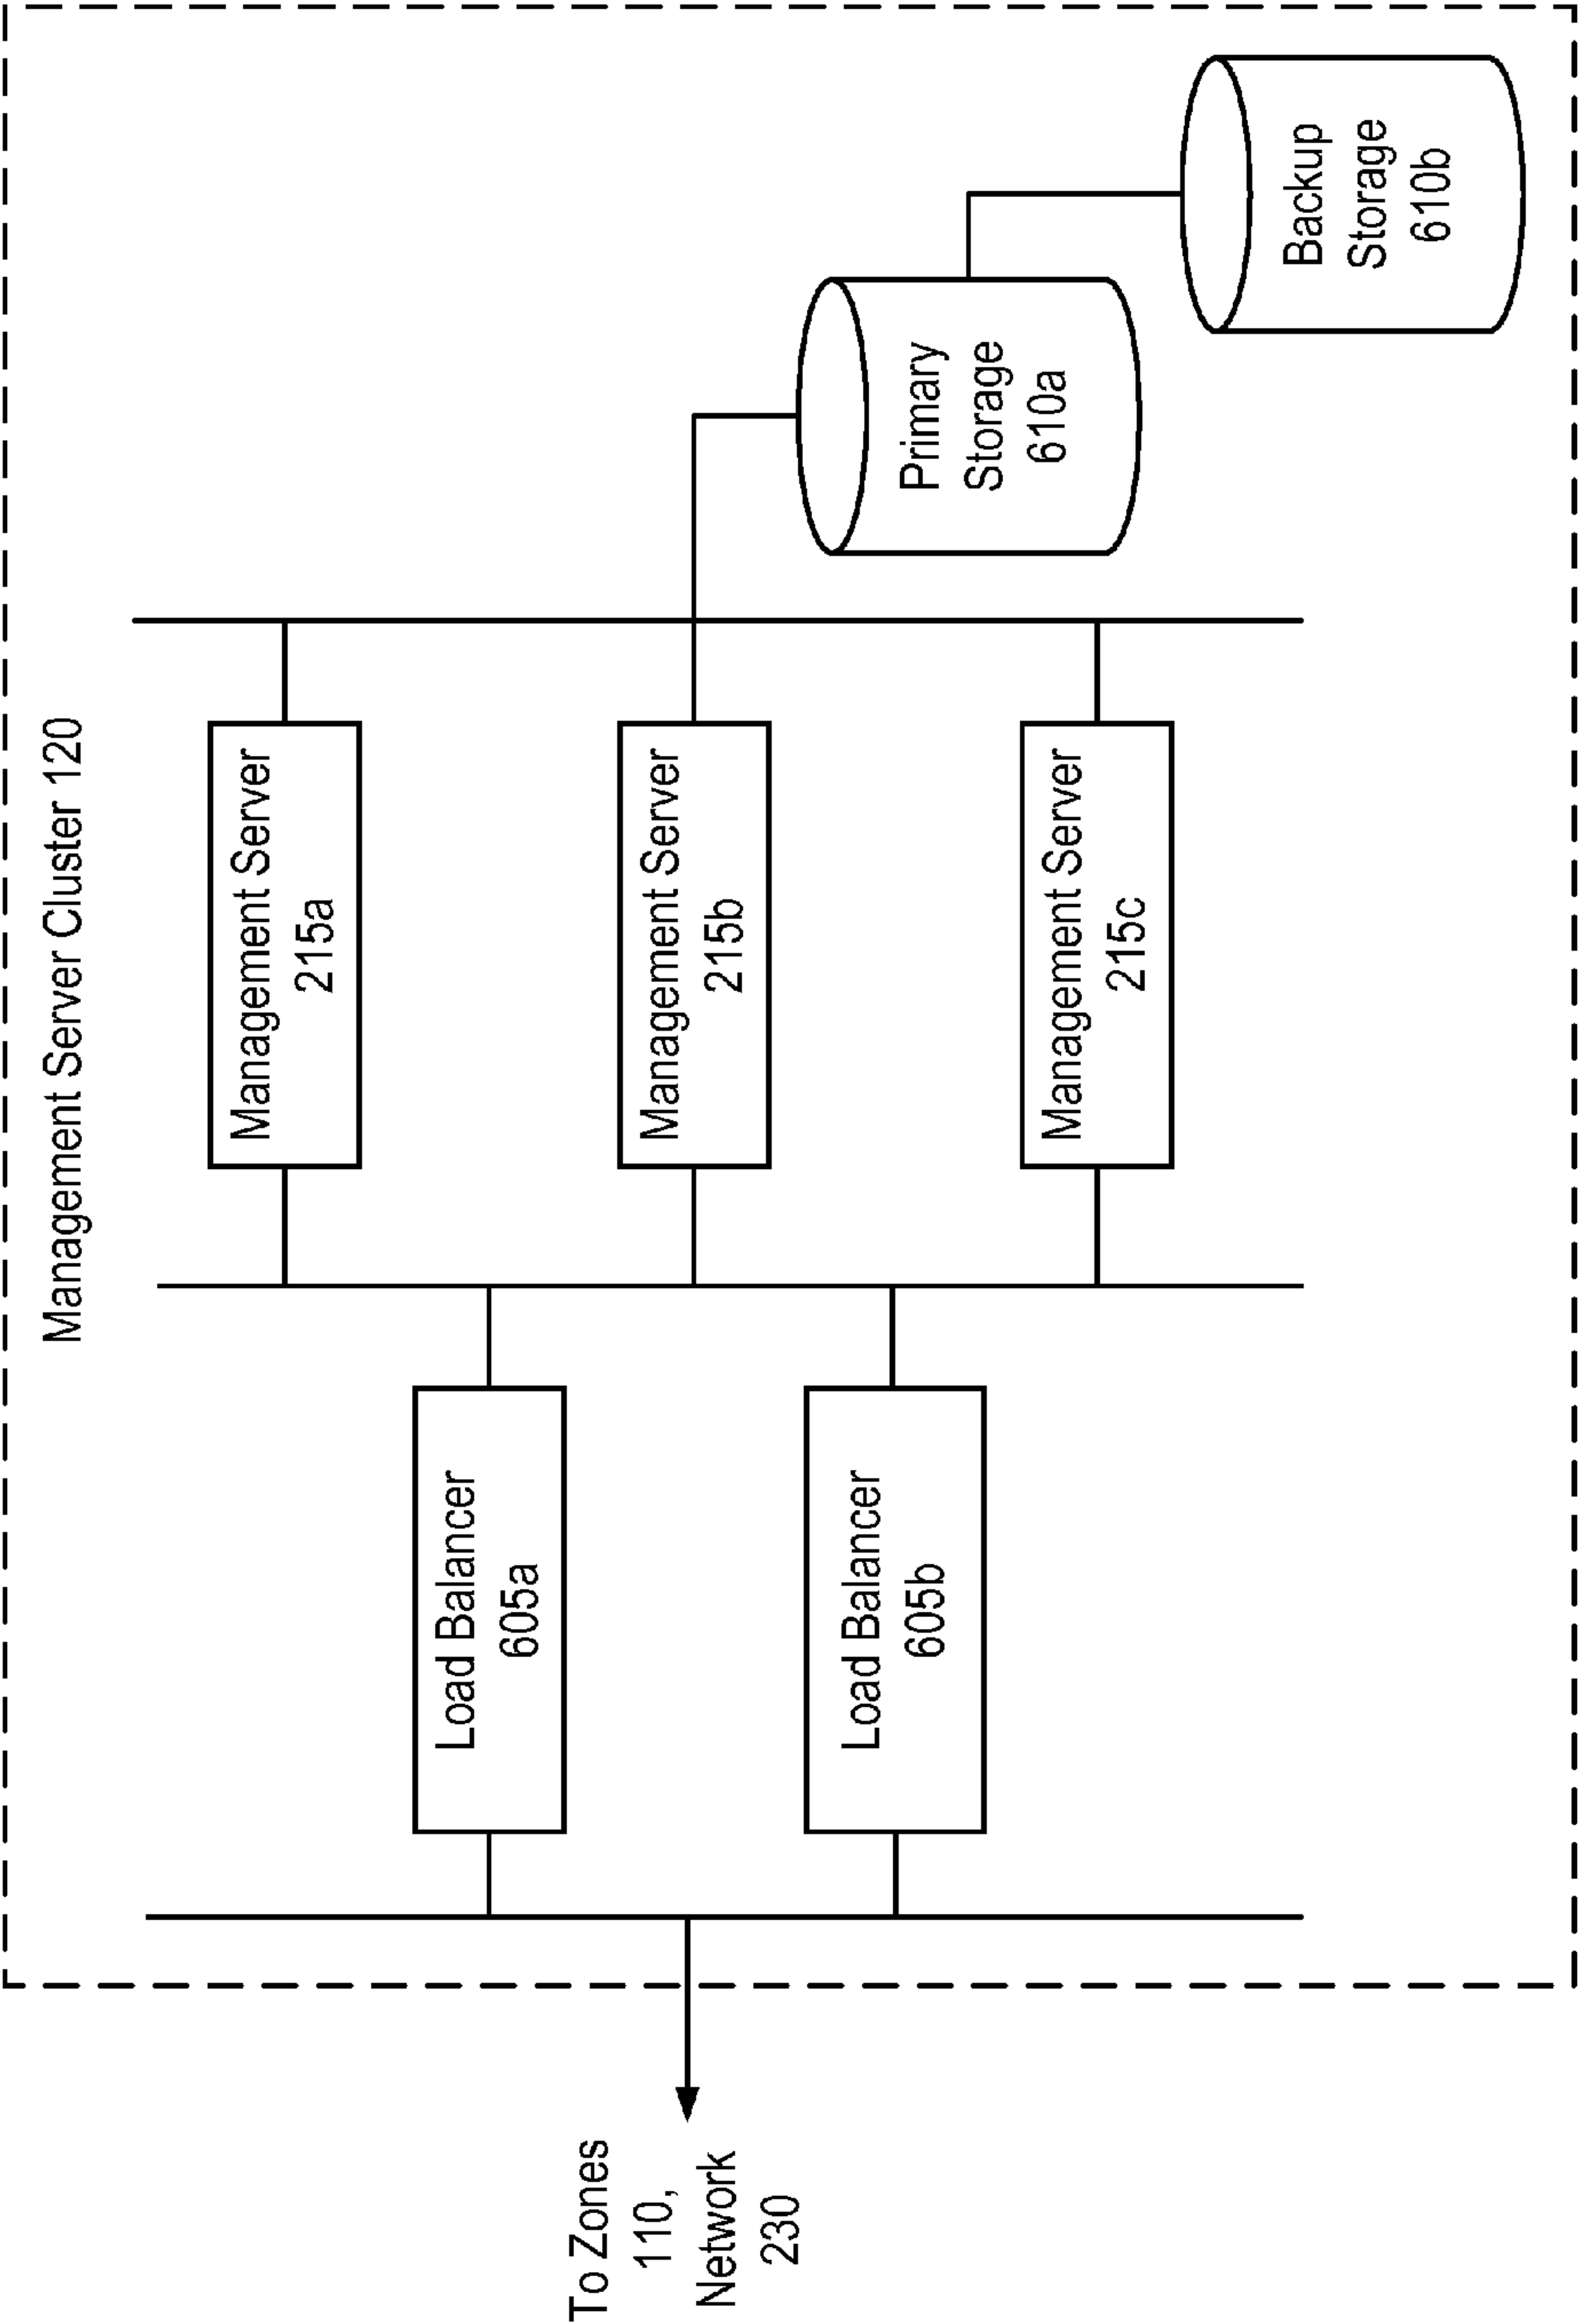 Management Server Cluster 120
To Zones
110,
Network
230
Load Balancer
605a
Load Balancer
605b
Management Server
215a
Management Server
215b
Management Server
215c
Primary
Storage
610a
Backup
Storage
610b